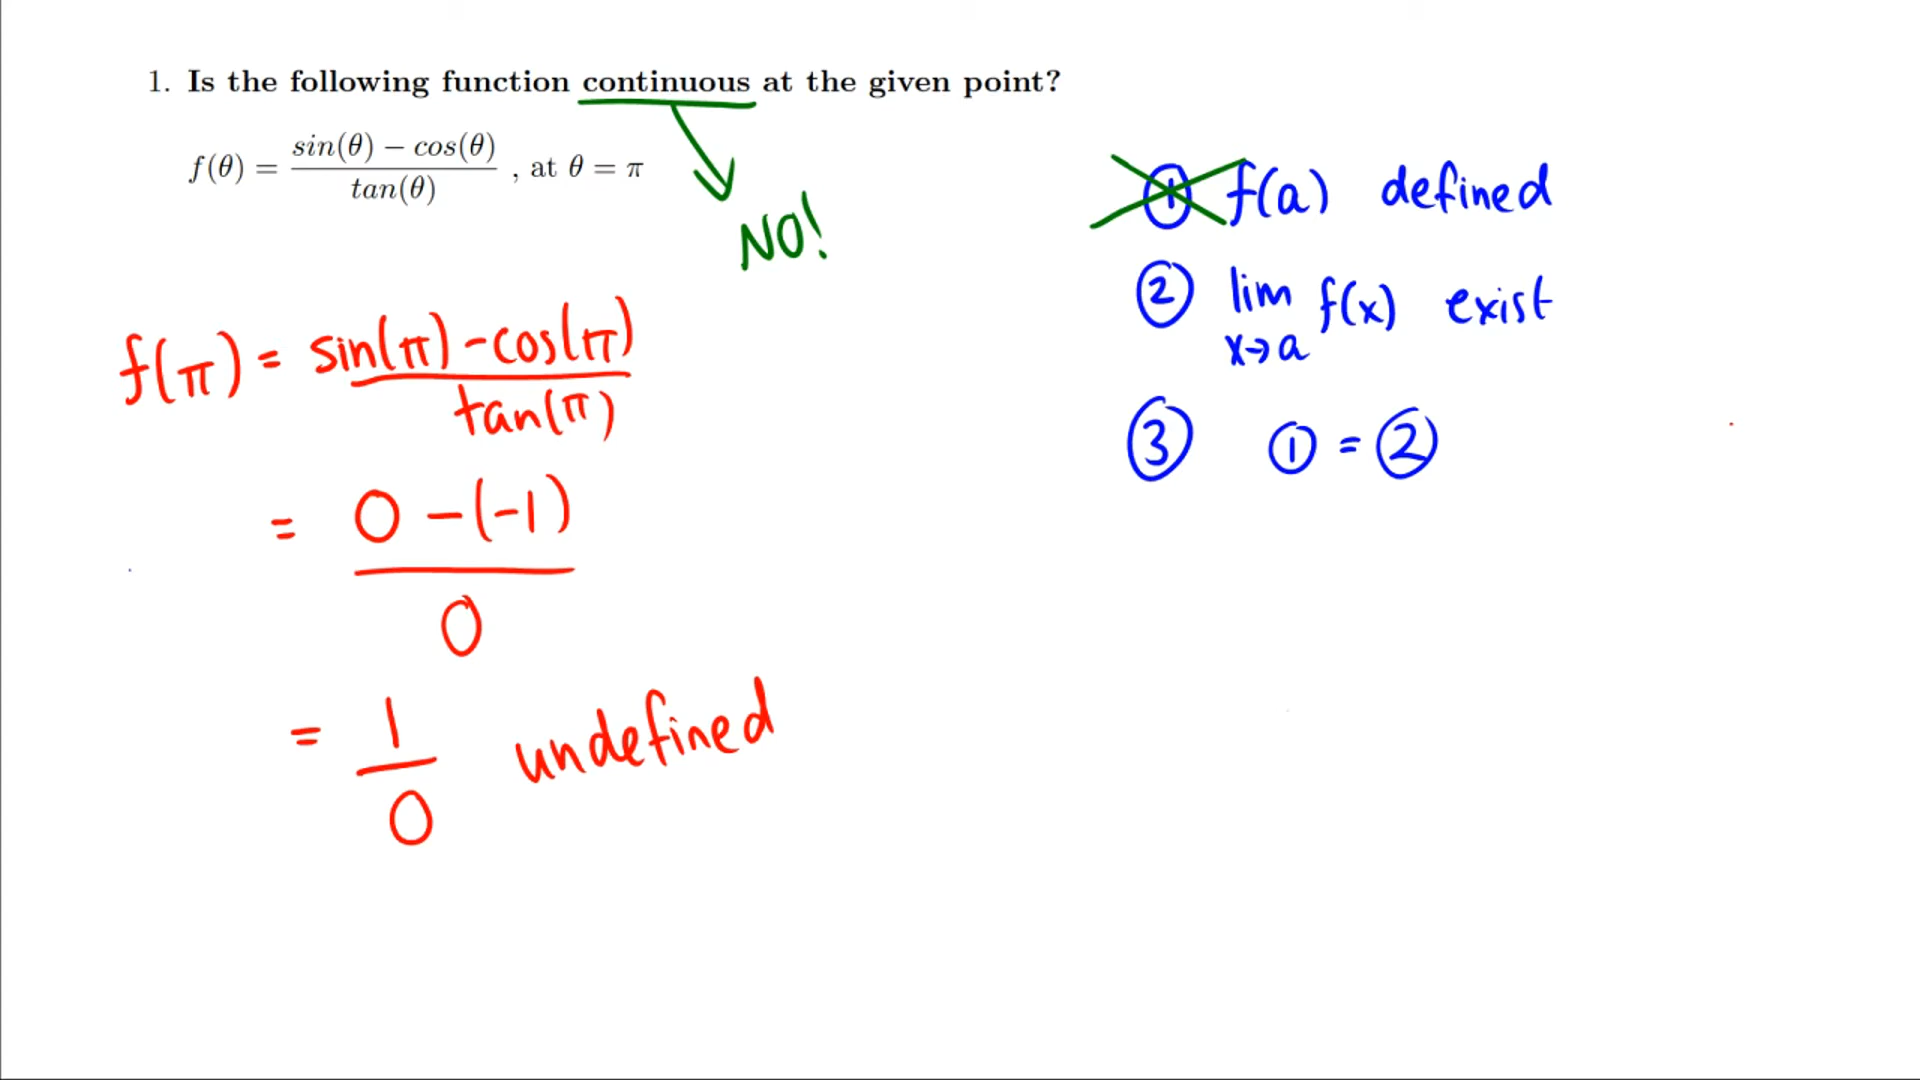 1. Is the following function continuous at the given point?
f(θ) = sin(θ) − cos(θ) / tan(θ) , at θ = π
NO!
f(π) = sin(π) - cos(π) / tan(π)
= 0 - (-1) / 0
= 1 / 0 undefined
① f(a) defined
② lim x→a f(x) exist
③ ① = ②